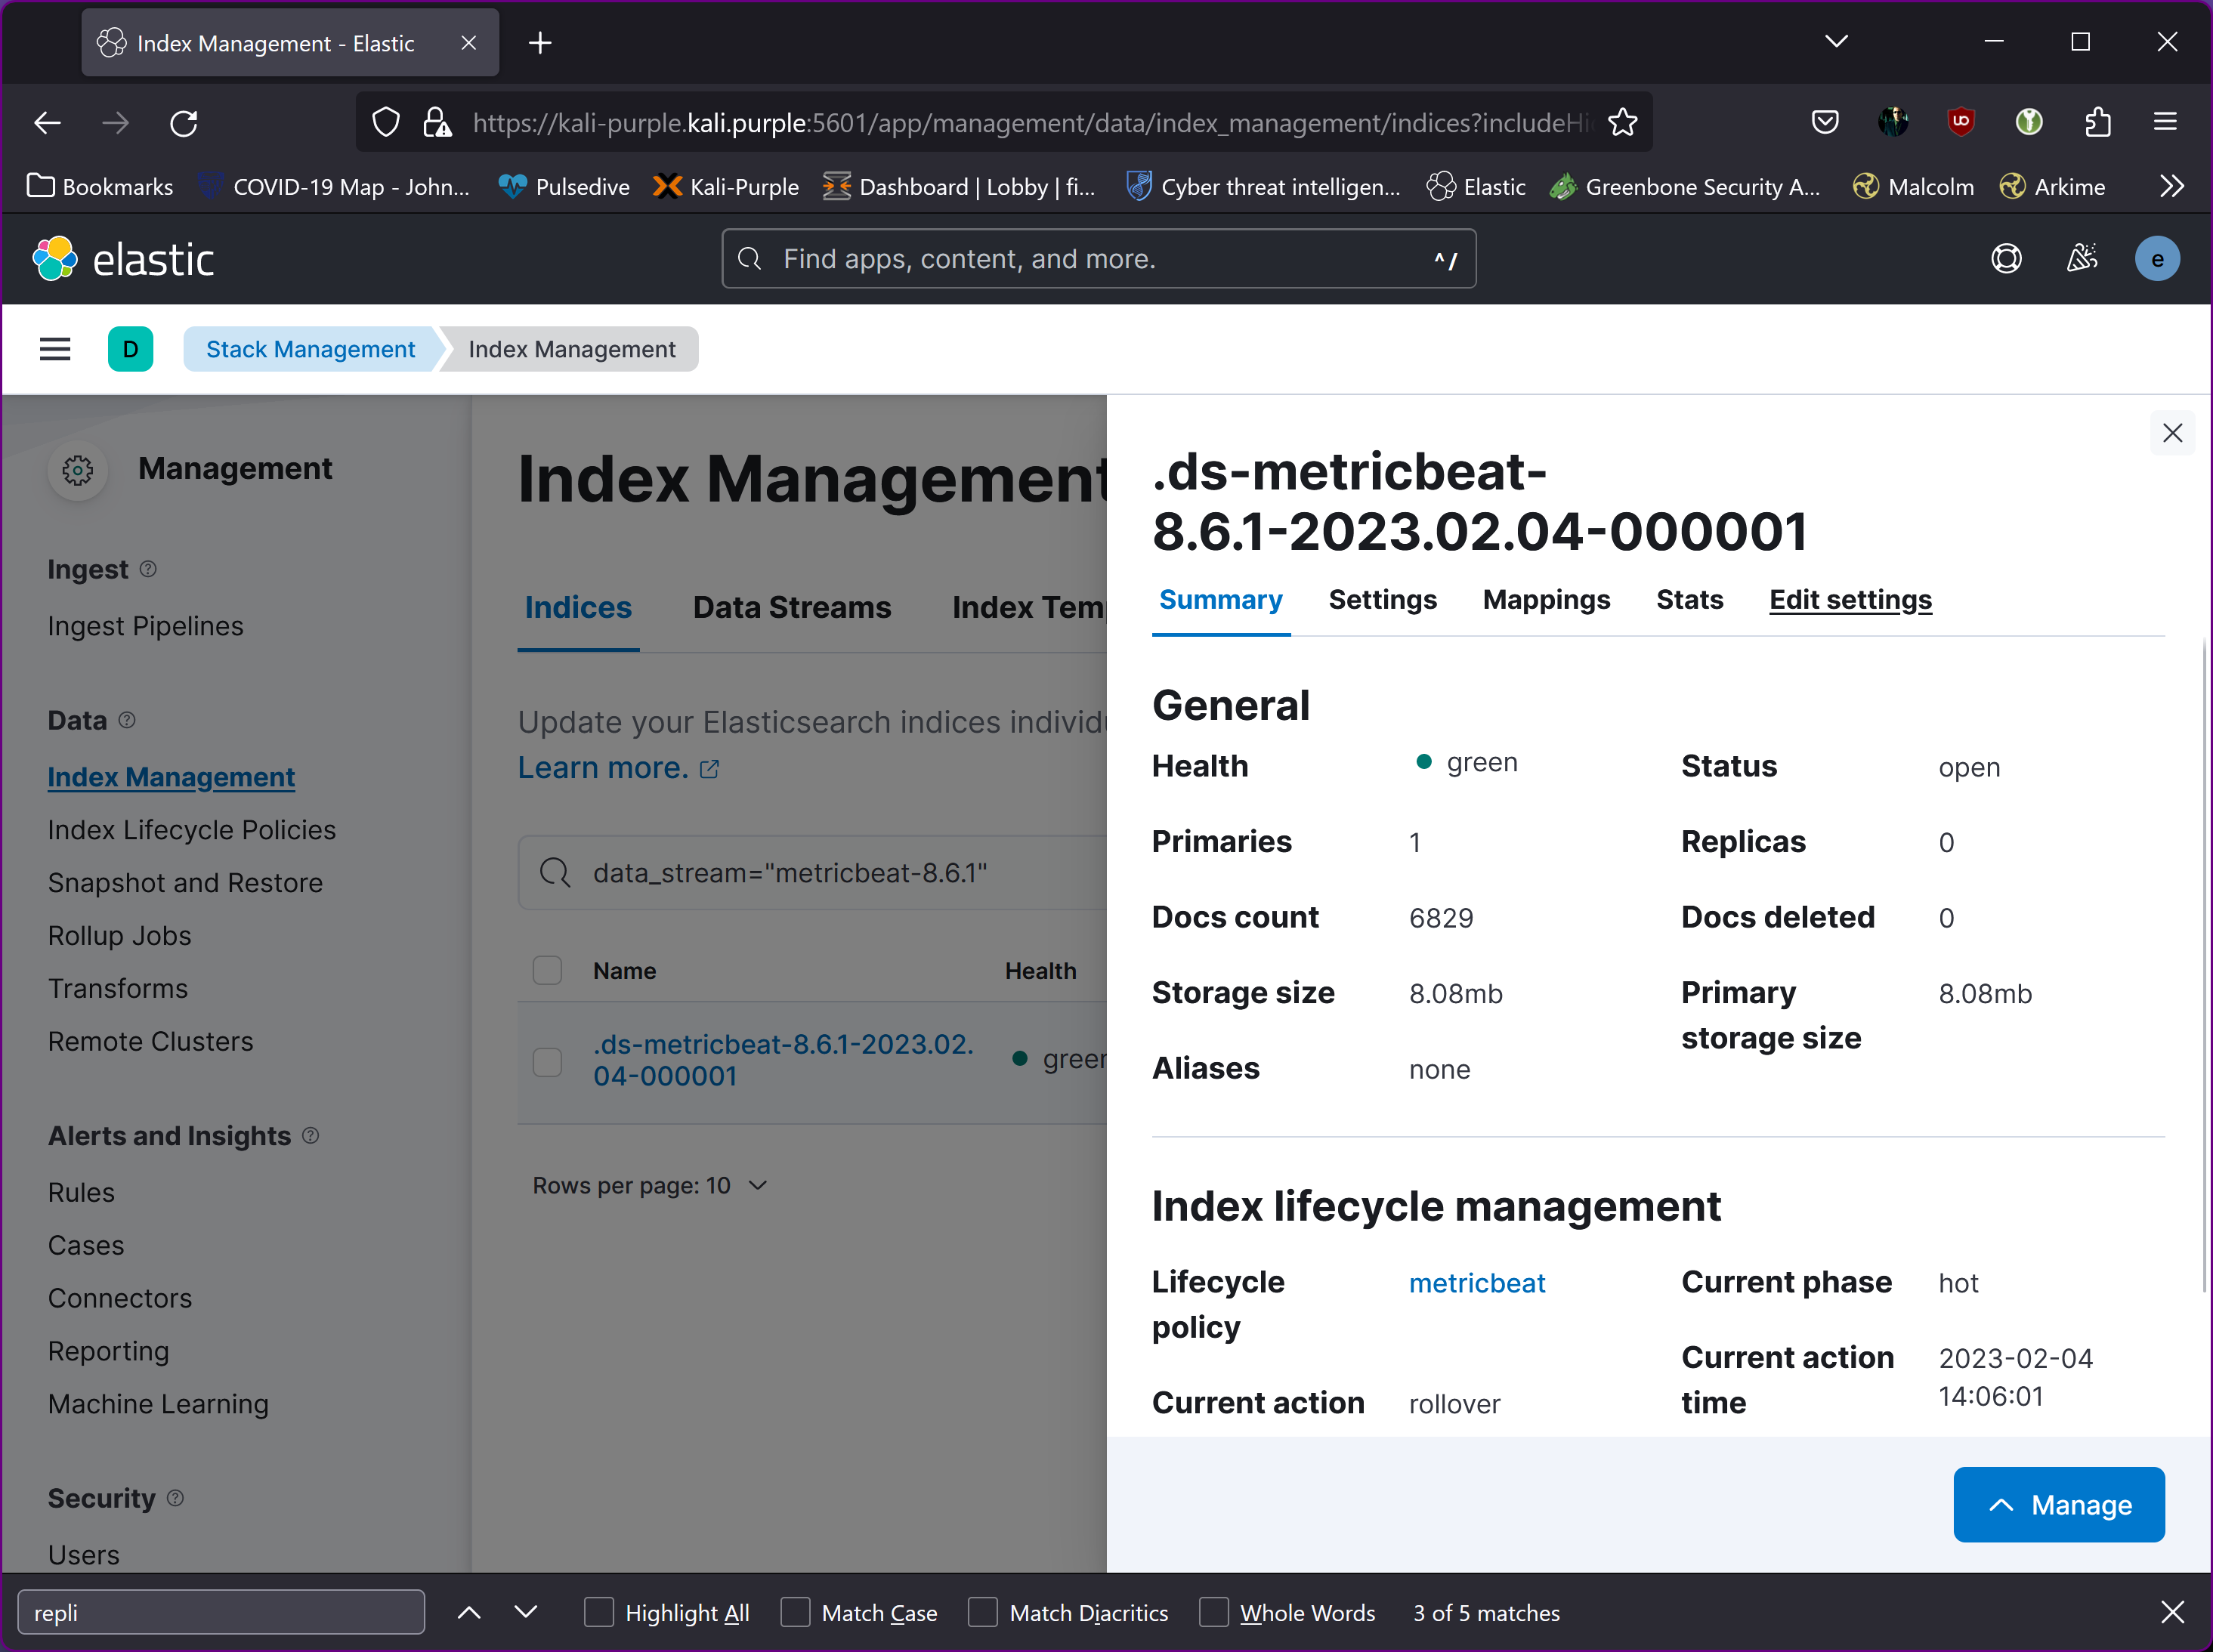 Index Management - Elastic
https://kali-purple.kali.purple:5601/app/management/data/index_management/indices?includeHi
Bookmarks COVID-19 Map - John... Pulsedive Kali-Purple Dashboard | Lobby | fi... Cyber threat intelligen... Elastic Greenbone Security A... Malcolm Arkime
elastic
Find apps, content, and more. ^/
e
D Stack Management Index Management
Management
Ingest
Ingest Pipelines
Data
Index Management
Index Lifecycle Policies
Snapshot and Restore
Rollup Jobs
Transforms
Remote Clusters
Alerts and Insights
Rules
Cases
Connectors
Reporting
Machine Learning
Security
Users
Index Management
Indices Data Streams Index Tem
Update your Elasticsearch indices individ
Learn more.
data_stream="metricbeat-8.6.1"
Name Health
.ds-metricbeat-8.6.1-2023.02.
04-000001
green
Rows per page: 10
.ds-metricbeat-
8.6.1-2023.02.04-000001
Summary Settings Mappings Stats Edit settings
General
Health green Status open
Primaries 1 Replicas 0
Docs count 6829 Docs deleted 0
Storage size 8.08mb Primary 8.08mb
storage size
Aliases none
Index lifecycle management
Lifecycle metricbeat Current phase hot
policy
Current action 2023-02-04
time 14:06:01
Current action rollover
Manage
repli Highlight All Match Case Match Diacritics Whole Words 3 of 5 matches